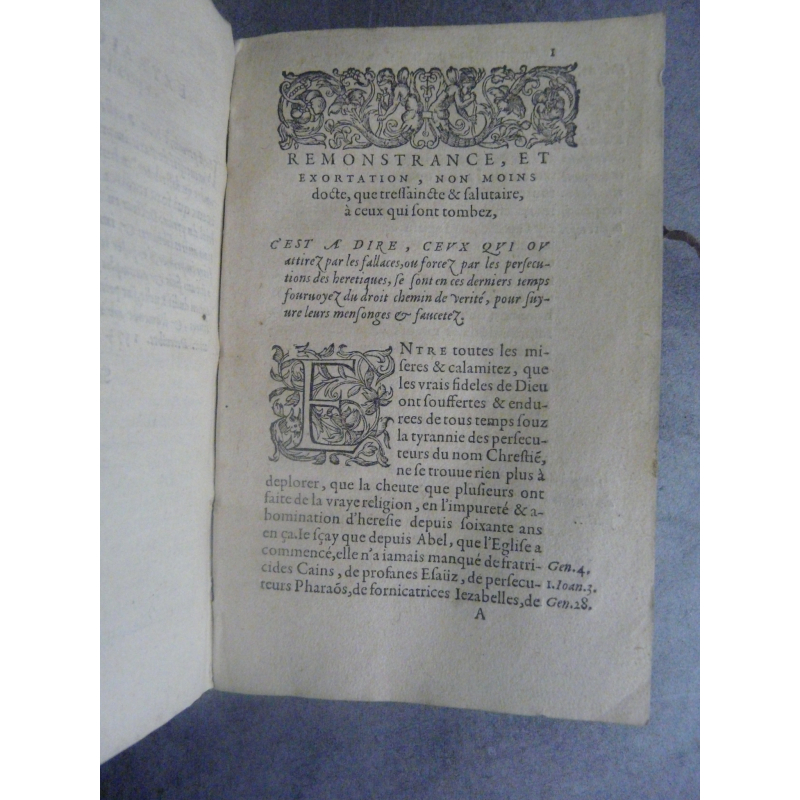 1
REMONSTRANCE, ET
EXORTATION, NON MOINS
docte, que tressaincte & salutaire,
à ceux qui sont tombez,
C'EST A DIRE, CEVX QVI OV
attirez par les fallaces, ou forcez par les persecu
tions des heretiques, se sont en ces derniers temps
fouruoyez du droit chemin de verité, pour suy
ure leurs mensonges & faucetez.
ENTRE toutes les mi-
seres & calamitez, que
les vrais fideles de Dieu
ont souffertes & endu-
rees de tous temps souz
la tyrannie des persecu-
teurs du nom Chrestiē,
ne se trouue rien plus à
deplorer, que la cheute que plusieurs ont
faite de la vraye religion, en l'impureté & a-
bomination d'heresie depuis soixante ans
en ça. Ie sçay que depuis Abel, que l'Eglise a
commencé, elle n'a iamais manqué de fratri-
cides Cains, de profanes Esaüz, de persecu-
teurs Pharaōs, de fornicatrices Iezabelles, de
Gen.4.
1.Ioan.3.
Gen.28.
A